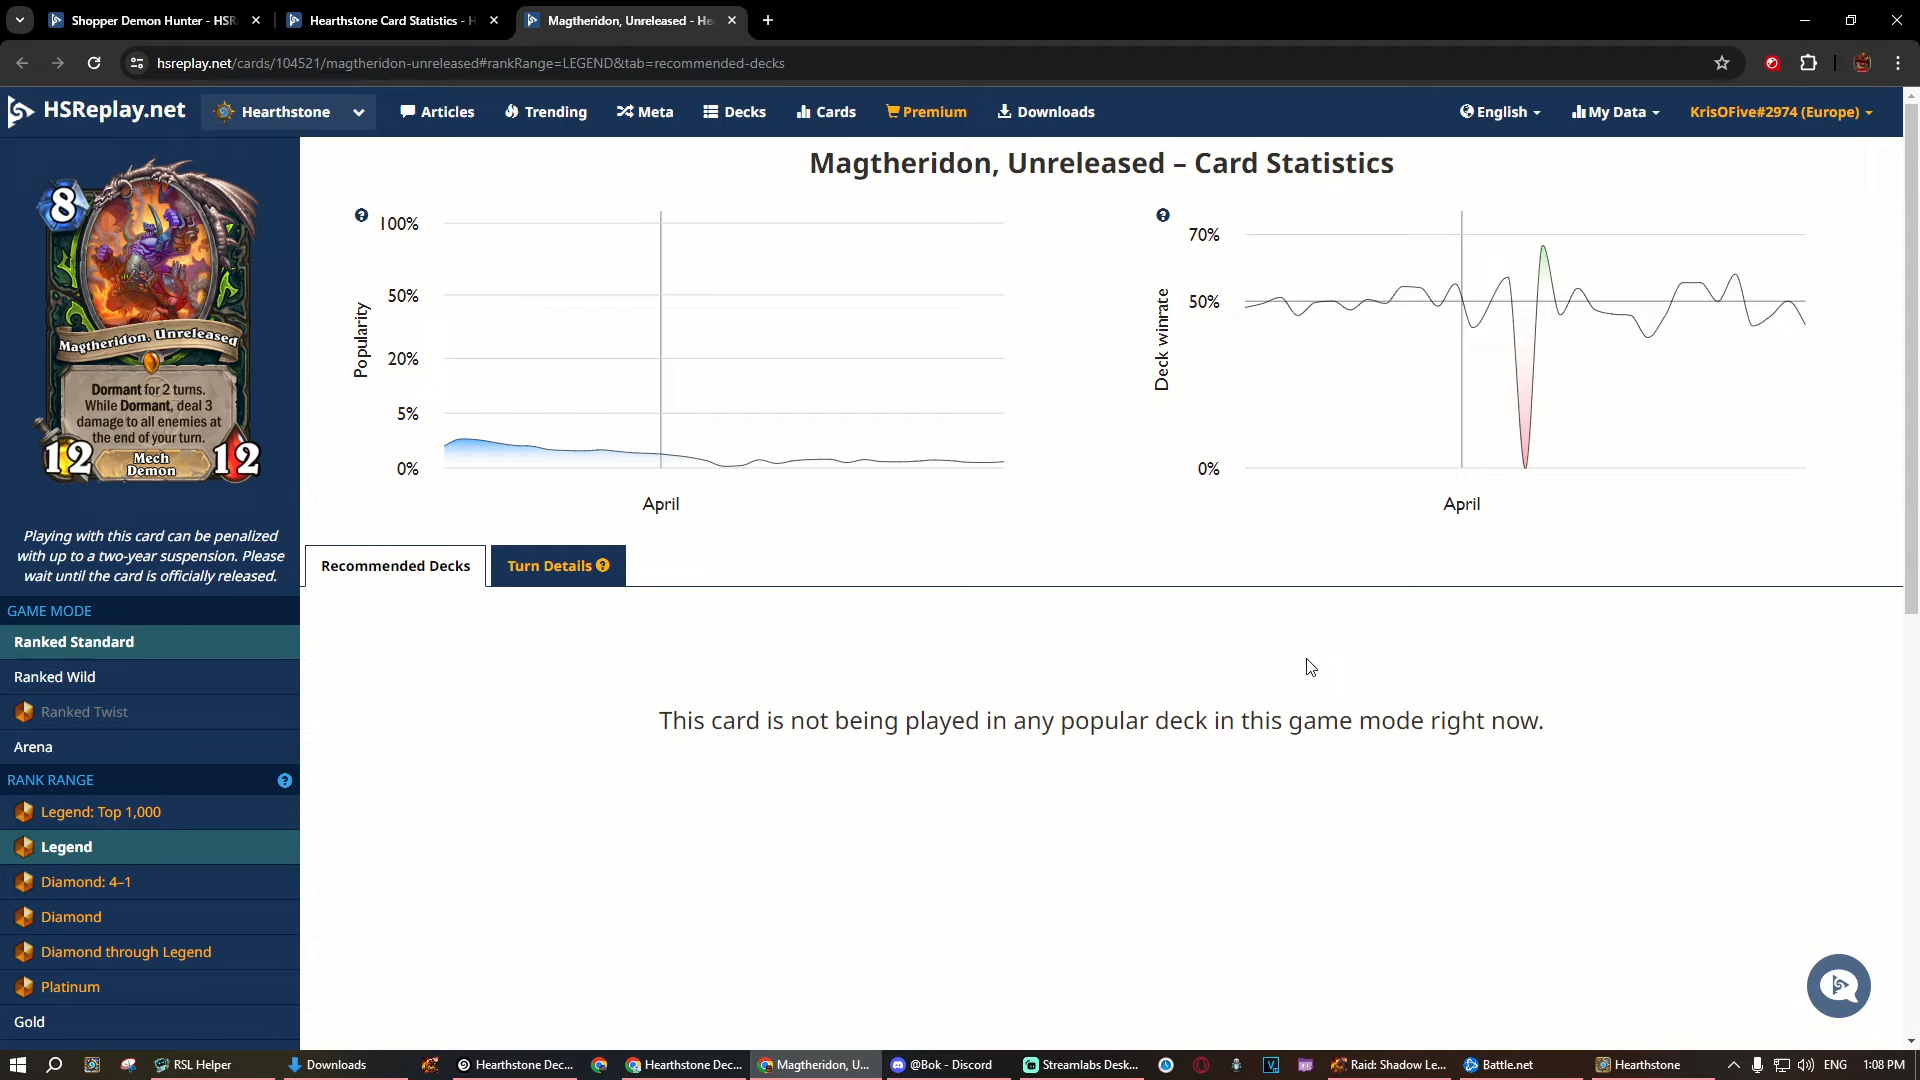 Shopper Demon Hunter - HSR
Hearthstone Card Statistics - H
Magtheridon, Unreleased - He
hsreplay.net/cards/104521/magtheridon-unreleased#rankRange=LEGEND&tab=recommended-decks
HSReplay.net
Hearthstone
Articles
Trending
Meta
Decks
Cards
Premium
Downloads
English
My Data
KrisOFive#2974 (Europe)
8
Magtheridon, Unreleased
Dormant for 2 turns.
While Dormant, deal 3
damage to all enemies at
the end of your turn.
12
Mech
Demon
12
Playing with this card can be penalized
with up to a two-year suspension. Please
wait until the card is officially released.
GAME MODE
Ranked Standard
Ranked Wild
Ranked Twist
Arena
RANK RANGE
?
Legend: Top 1,000
Legend
Diamond: 4–1
Diamond
Diamond through Legend
Platinum
Gold
Magtheridon, Unreleased – Card Statistics
?
Popularity
100%
50%
20%
5%
0%
April
?
Deck winrate
70%
50%
0%
April
Recommended Decks
Turn Details ?
This card is not being played in any popular deck in this game mode right now.
RSL Helper
Downloads
Hearthstone Dec...
Hearthstone Dec...
Magtheridon, U...
@Bok - Discord
Streamlabs Desk...
Raid: Shadow Le...
Battle.net
Hearthstone
ENG
1:08 PM